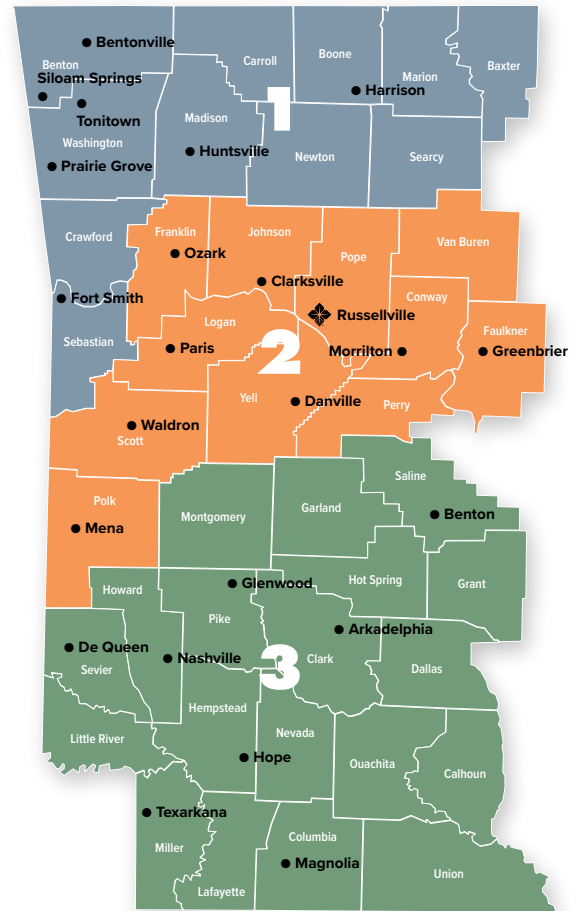 Bentonville
Benton
Siloam Springs
Tonitown
Washington
Prairie Grove
Carroll
Boone
Marion
Baxter
Harrison
Madison
1
Huntsville
Newton
Searcy
Crawford
Fort Smith
Sebastian
Franklin
Ozark
Johnson
Clarksville
Pope
Van Buren
Conway
Russellville
Logan
Paris
2
Morrilton
Faulkner
Greenbrier
Yell
Danville
Perry
Waldron
Scott
Polk
Mena
Montgomery
Garland
Saline
Benton
Howard
Glenwood
Hot Spring
Grant
Pike
Arkadelphia
De Queen
Sevier
Nashville
3
Clark
Dallas
Hempstead
Little River
Nevada
Hope
Ouachita
Calhoun
Texarkana
Miller
Columbia
Magnolia
Lafayette
Union